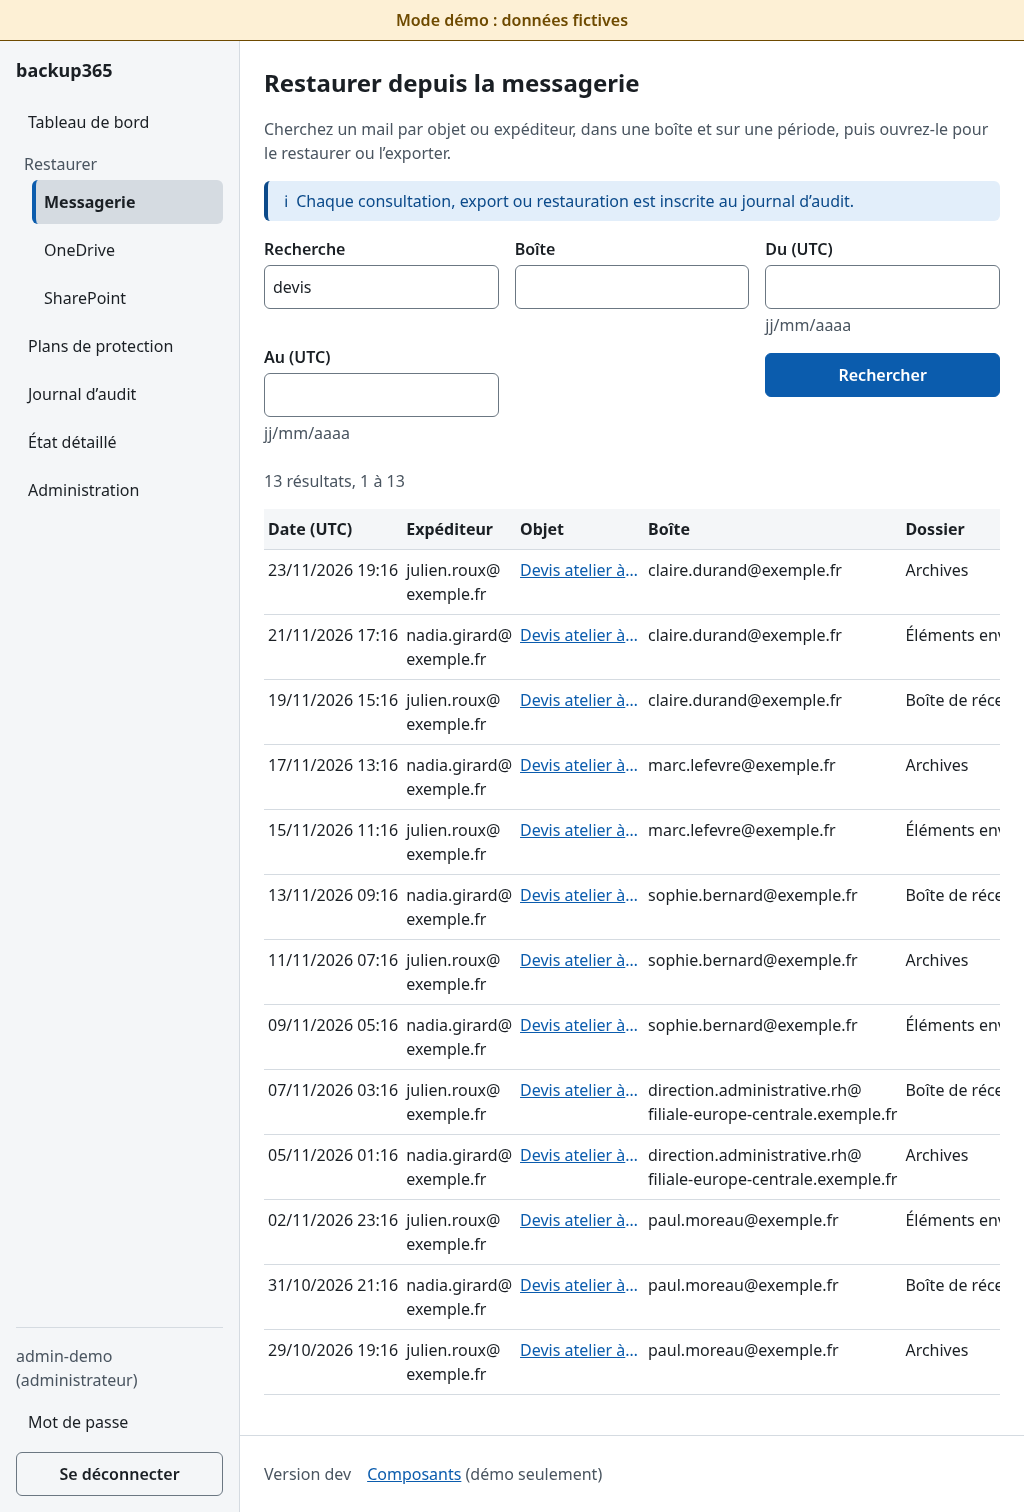 Mode démo : données fictives
backup365
Tableau de bord
Restaurer
Messagerie
OneDrive
SharePoint
Plans de protection
Journal d’audit
État détaillé
Administration
admin-demo
(administrateur)
Mot de passe
Se déconnecter
Restaurer depuis la messagerie
Cherchez un mail par objet ou expéditeur, dans une boîte et sur une période, puis ouvrez-le pour
le restaurer ou l’exporter.
i Chaque consultation, export ou restauration est inscrite au journal d’audit.
Recherche Boîte Du (UTC)
devis
jj/mm/aaaa
Au (UTC)
Rechercher
jj/mm/aaaa
13 résultats, 1 à 13
Date (UTC) Expéditeur Objet Boîte Dossier
23/11/2026 19:16 julien.roux@ Devis atelier à… claire.durand@exemple.fr Archives
exemple.fr
21/11/2026 17:16 nadia.girard@ Devis atelier à… claire.durand@exemple.fr Éléments env
exemple.fr
19/11/2026 15:16 julien.roux@ Devis atelier à… claire.durand@exemple.fr Boîte de réce
exemple.fr
17/11/2026 13:16 nadia.girard@ Devis atelier à… marc.lefevre@exemple.fr Archives
exemple.fr
15/11/2026 11:16 julien.roux@ Devis atelier à… marc.lefevre@exemple.fr Éléments env
exemple.fr
13/11/2026 09:16 nadia.girard@ Devis atelier à… sophie.bernard@exemple.fr Boîte de réce
exemple.fr
11/11/2026 07:16 julien.roux@ Devis atelier à… sophie.bernard@exemple.fr Archives
exemple.fr
09/11/2026 05:16 nadia.girard@ Devis atelier à… sophie.bernard@exemple.fr Éléments env
exemple.fr
07/11/2026 03:16 julien.roux@ Devis atelier à… direction.administrative.rh@ Boîte de réce
exemple.fr filiale-europe-centrale.exemple.fr
05/11/2026 01:16 nadia.girard@ Devis atelier à… direction.administrative.rh@ Archives
exemple.fr filiale-europe-centrale.exemple.fr
02/11/2026 23:16 julien.roux@ Devis atelier à… paul.moreau@exemple.fr Éléments env
exemple.fr
31/10/2026 21:16 nadia.girard@ Devis atelier à… paul.moreau@exemple.fr Boîte de réce
exemple.fr
29/10/2026 19:16 julien.roux@ Devis atelier à… paul.moreau@exemple.fr Archives
exemple.fr
Version dev Composants (démo seulement)